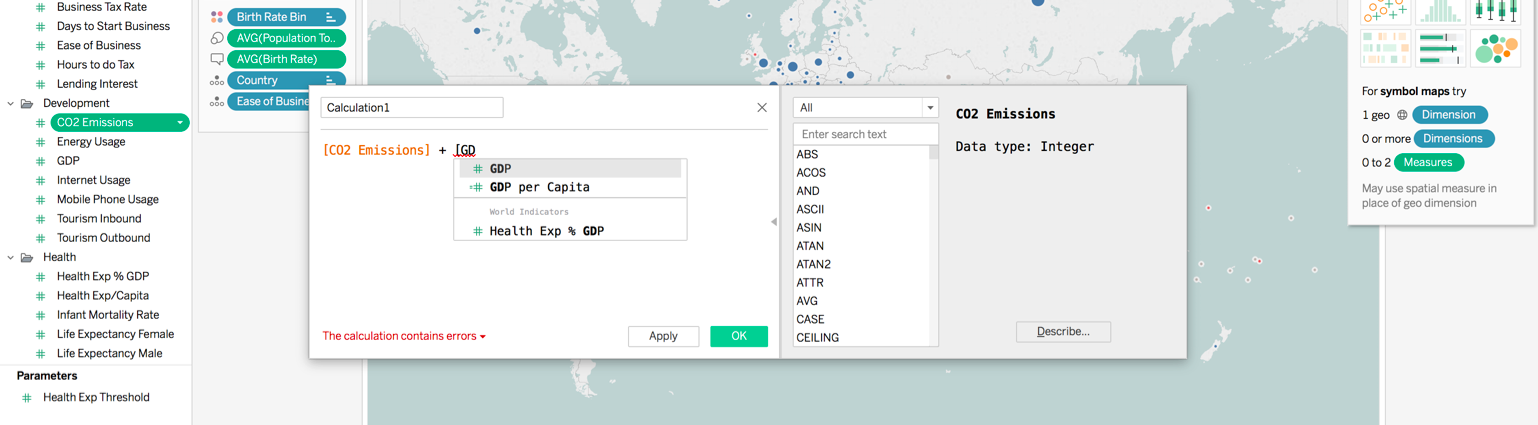 Business Tax Rate
Days to Start Business
Ease of Business
Hours to do Tax
Lending Interest
Development
CO2 Emissions
Energy Usage
GDP
Internet Usage
Mobile Phone Usage
Tourism Inbound
Tourism Outbound
Health
Health Exp % GDP
Health Exp/Capita
Infant Mortality Rate
Life Expectancy Female
Life Expectancy Male
Parameters
Health Exp Threshold
Birth Rate Bin
AVG(Population To..
AVG(Birth Rate)
Country
Ease of Busine
Calculation1
[CO2 Emissions] + [GD
GDP
GDP per Capita
World Indicators
Health Exp % GDP
The calculation contains errors
Apply
OK
All
Enter search text
ABS
ACOS
AND
ASCII
ASIN
ATAN
ATAN2
ATTR
AVG
CASE
CEILING
CO2 Emissions
Data type: Integer
Describe...
For symbol maps try
1 geo Dimension
0 or more Dimensions
0 to 2 Measures
May use spatial measure in
place of geo dimension